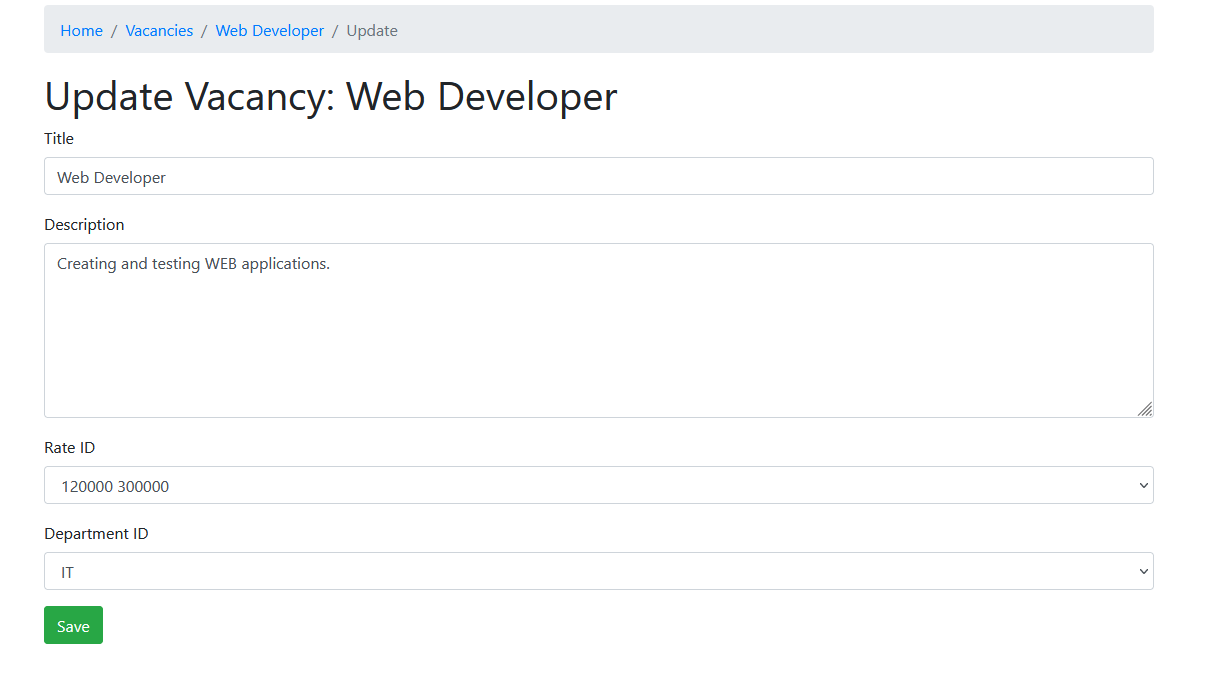 Home / Vacancies / Web Developer / Update
Update Vacancy: Web Developer
Title
Web Developer
Description
Creating and testing WEB applications.
Rate ID
120000 300000
Department ID
IT
Save